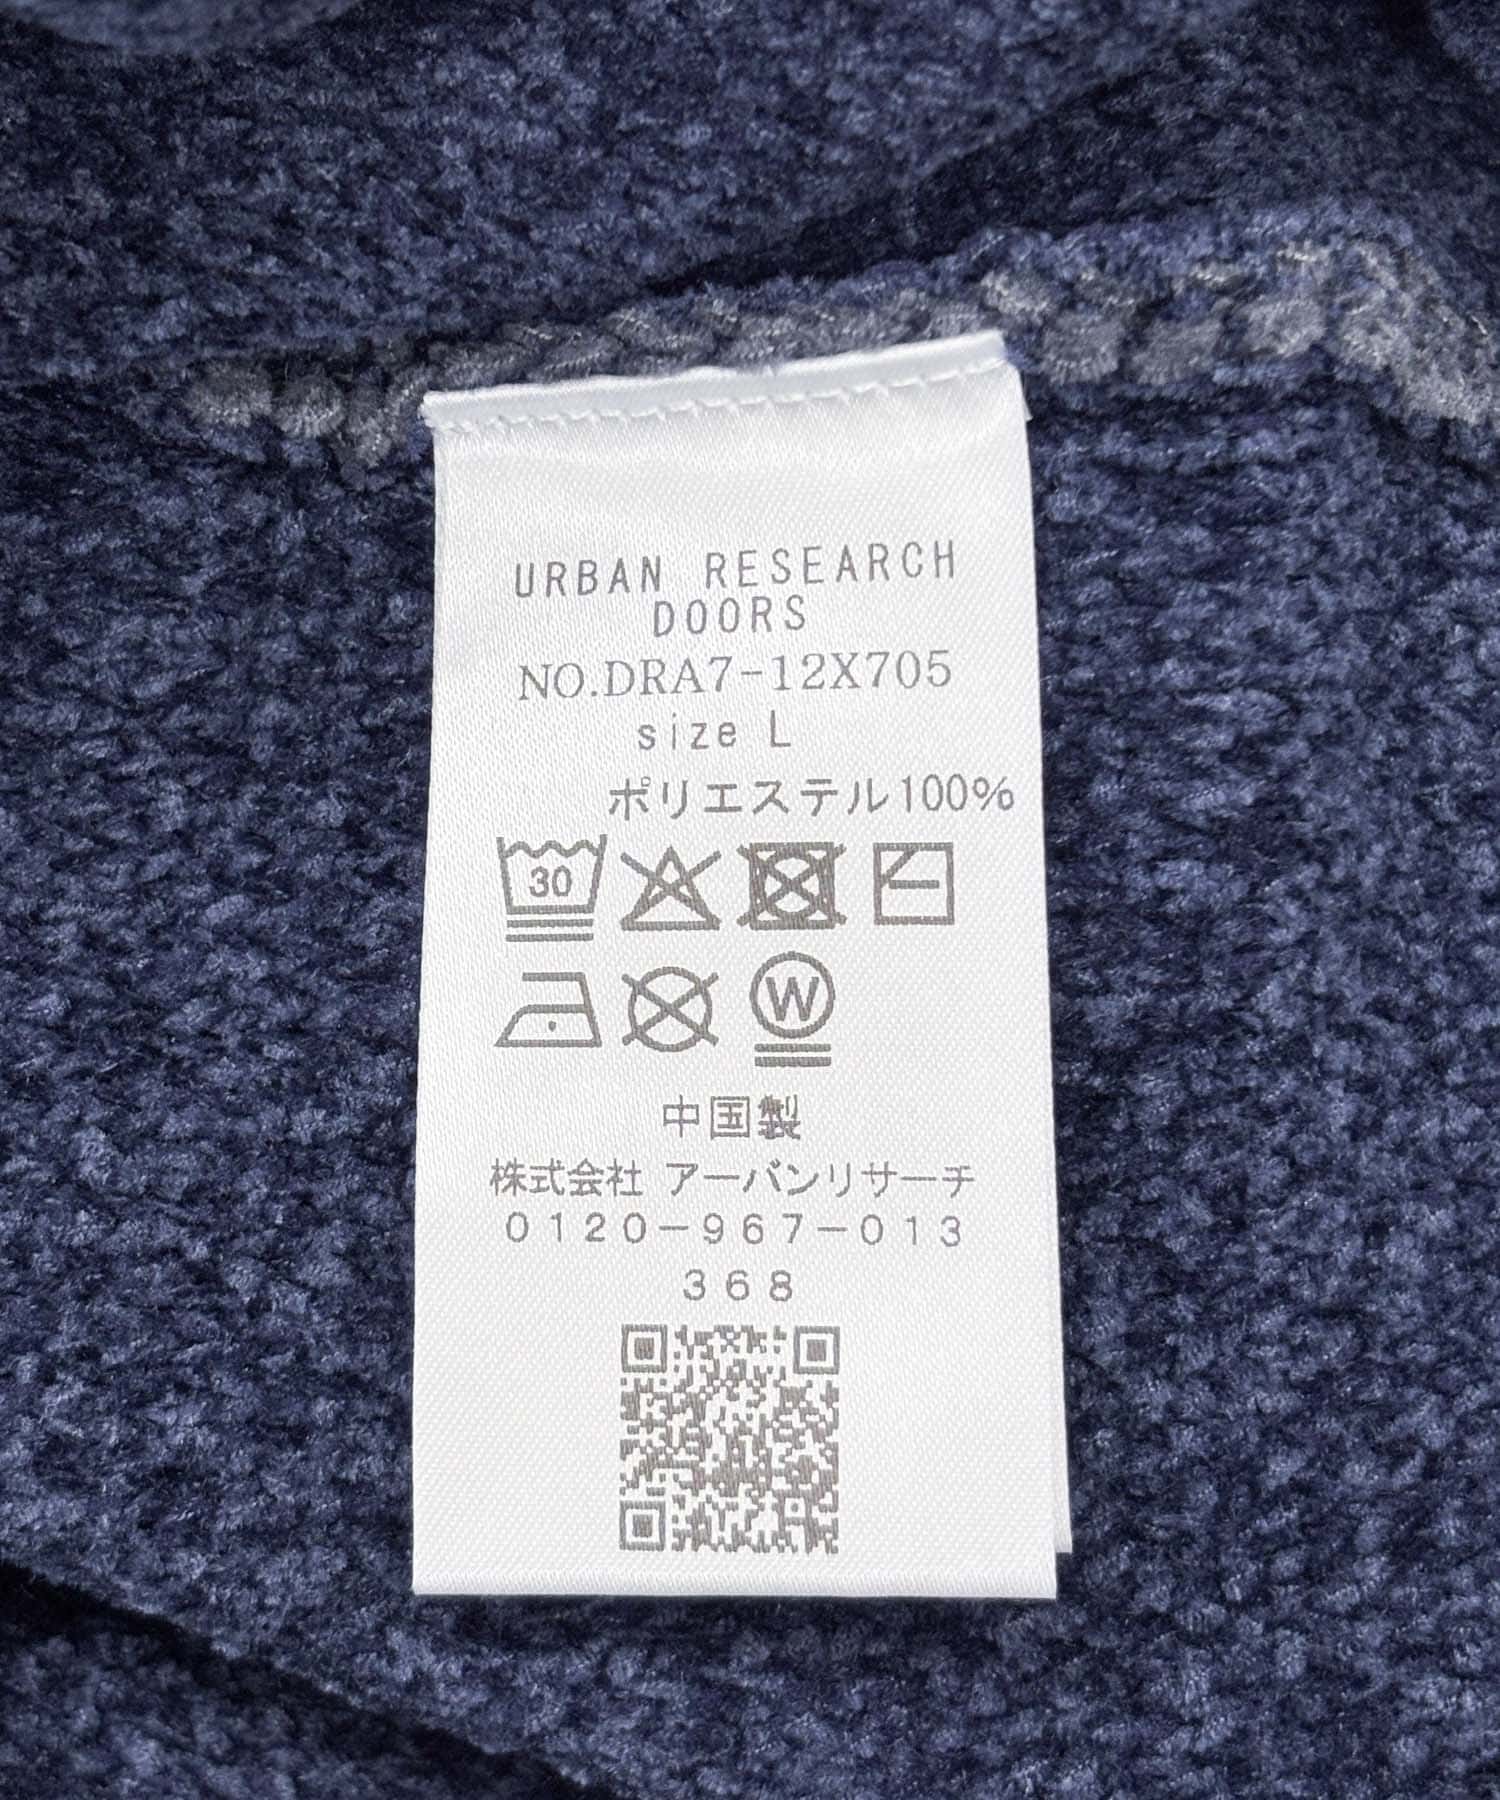 URBAN RESEARCH
DOORS
NO.DRA7-12X705
size L
ポリエステル100%
30
W
中国製
株式会社 アーバンリサーチ
0120-967-013
368